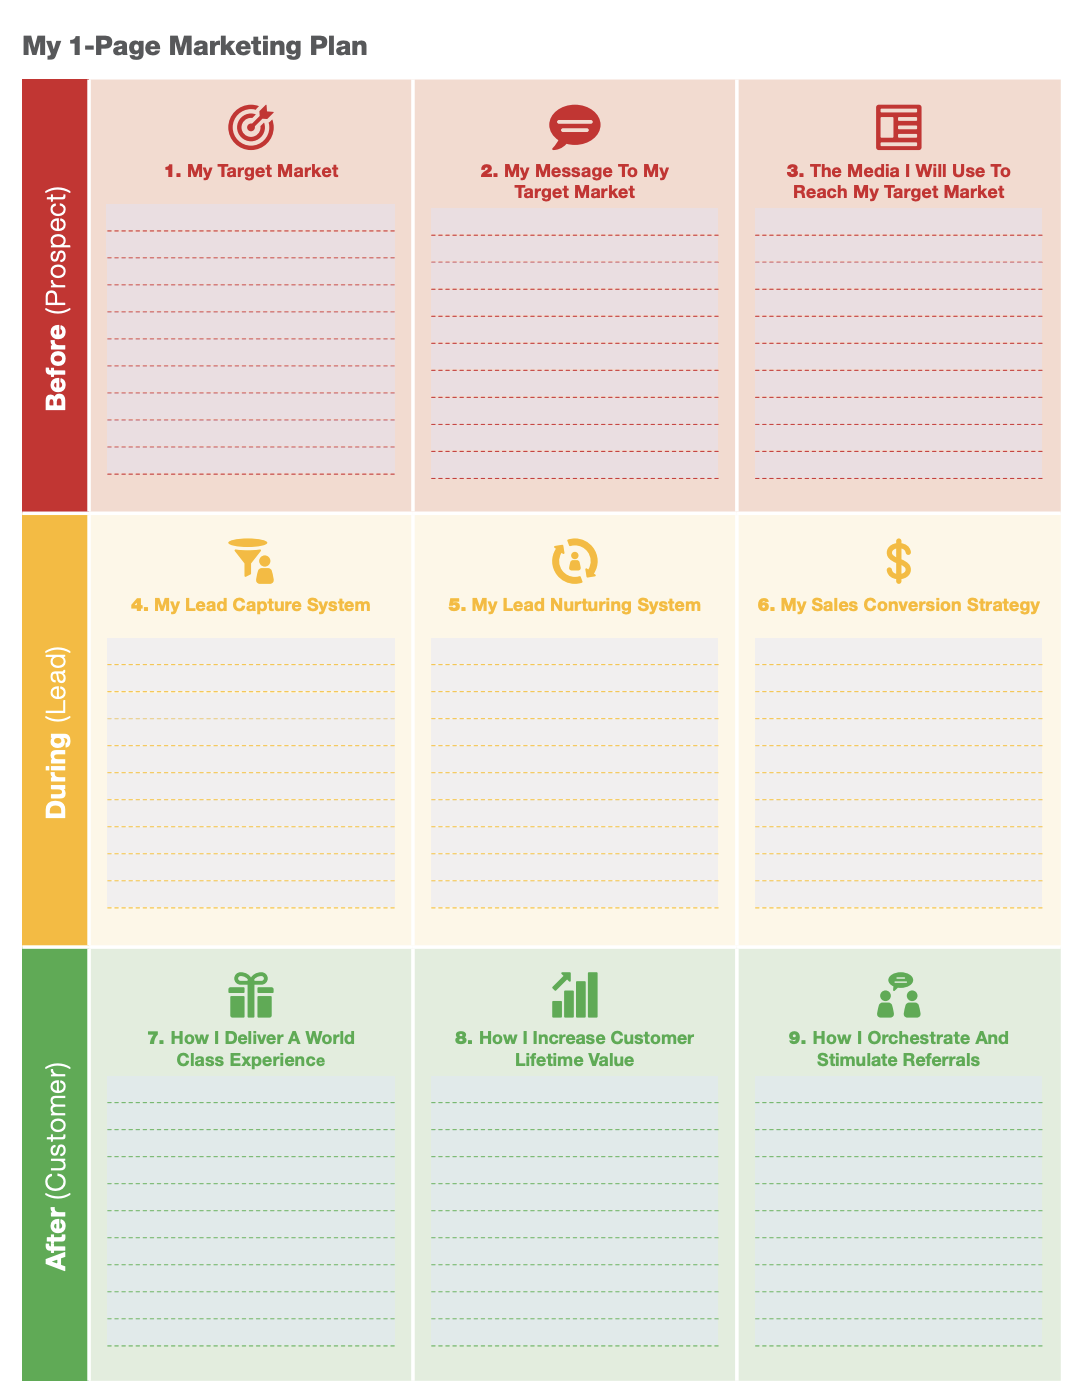 My 1-Page Marketing Plan
Before (Prospect)
1. My Target Market
2. My Message To My
Target Market
3. The Media I Will Use To
Reach My Target Market
During (Lead)
4. My Lead Capture System
5. My Lead Nurturing System
6. My Sales Conversion Strategy
After (Customer)
7. How I Deliver A World
Class Experience
8. How I Increase Customer
Lifetime Value
9. How I Orchestrate And
Stimulate Referrals